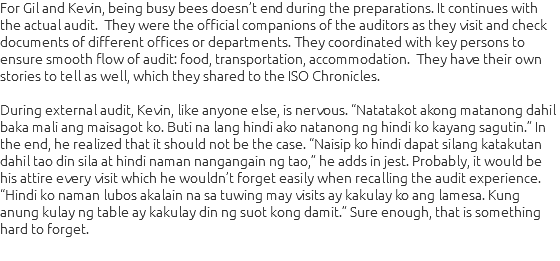 For Gil and Kevin, being busy bees doesn’t end during the preparations. It continues with
the actual audit.  They were the official companions of the auditors as they visit and check
documents of different offices or departments. They coordinated with key persons to
ensure smooth flow of audit: food, transportation, accommodation.  They have their own
stories to tell as well, which they shared to the ISO Chronicles.

During external audit, Kevin, like anyone else, is nervous. “Natatakot akong matanong dahil
baka mali ang maisagot ko. Buti na lang hindi ako natanong ng hindi ko kayang sagutin.” In
the end, he realized that it should not be the case. “Naisip ko hindi dapat silang katakutan
dahil tao din sila at hindi naman nangangain ng tao,” he adds in jest. Probably, it would be
his attire every visit which he wouldn’t forget easily when recalling the audit experience.
“Hindi ko naman lubos akalain na sa tuwing may visits ay kakulay ko ang lamesa. Kung
anung kulay ng table ay kakulay din ng suot kong damit.” Sure enough, that is something
hard to forget.